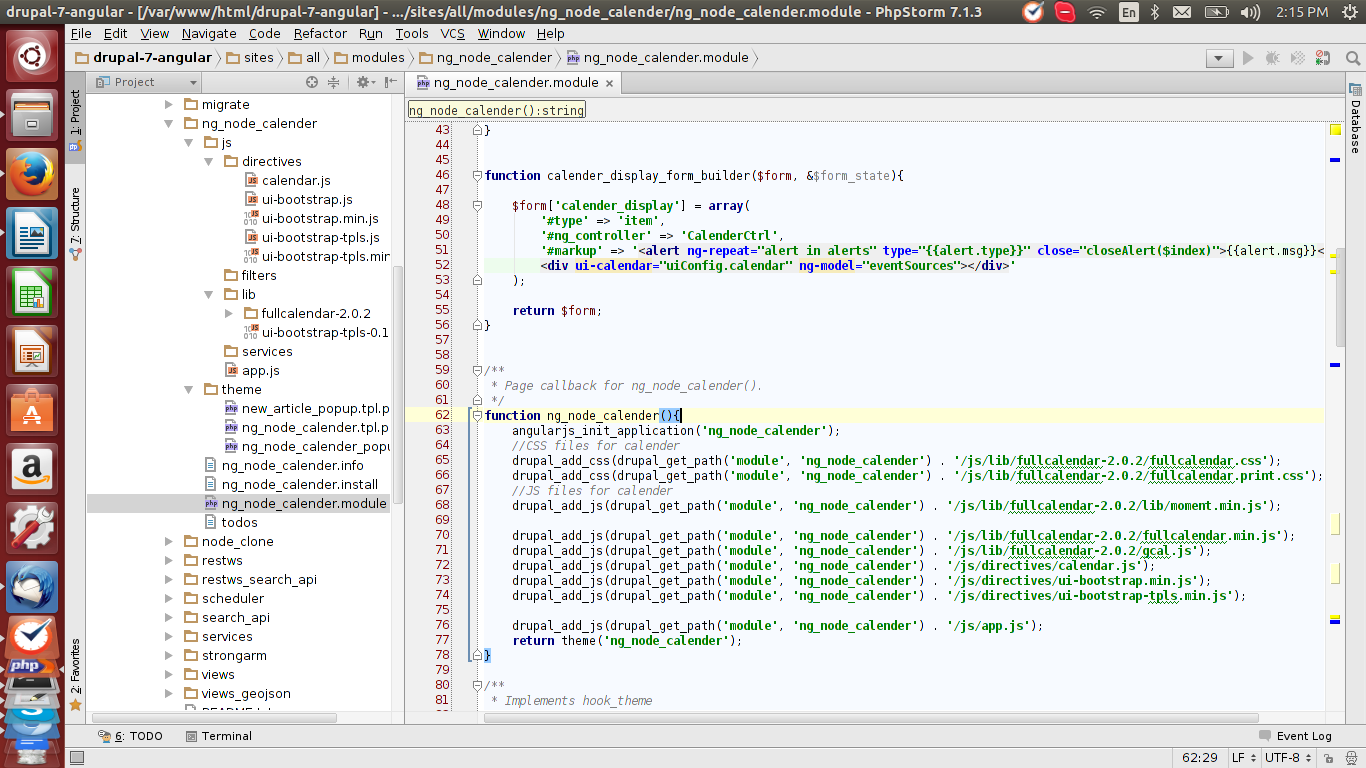 drupal-7-angular - [/var/www/html/drupal-7-angular] - .../sites/all/modules/ng_node_calender/ng_node_calender.module - PhpStorm 7.1.3
En
2:15 PM
File Edit View Navigate Code Refactor Run Tools VCS Window Help
drupal-7-angular sites all modules ng_node_calender ng_node_calender.module
Project
ng_node_calender.module
1: Project
7: Structure
2: Favorites
Database
migrate
ng_node_calender
js
directives
calendar.js
ui-bootstrap.js
ui-bootstrap.min.js
ui-bootstrap-tpls.js
ui-bootstrap-tpls.min
filters
lib
fullcalendar-2.0.2
ui-bootstrap-tpls-0.1
services
app.js
theme
new_article_popup.tpl.p
ng_node_calender.tpl.p
ng_node_calender_popu
ng_node_calender.info
ng_node_calender.install
ng_node_calender.module
todos
node_clone
restws
restws_search_api
scheduler
search_api
services
strongarm
views
views_geojson
ng_node_calender():string
43 }
44
45
46 function calender_display_form_builder($form, &$form_state){
47
48 $form['calender_display'] = array(
49 '#type' => 'item',
50 '#ng_controller' => 'CalenderCtrl',
51 '#markup' => '<alert ng-repeat="alert in alerts" type="{{alert.type}}" close="closeAlert($index)">{{alert.msg}}<
52 <div ui-calendar="uiConfig.calendar" ng-model="eventSources"></div>'
53 );
54
55 return $form;
56 }
57
58
59 /**
60 * Page callback for ng_node_calender().
61 */
62 function ng_node_calender(){
63 angularjs_init_application('ng_node_calender');
64 //CSS files for calender
65 drupal_add_css(drupal_get_path('module', 'ng_node_calender') . '/js/lib/fullcalendar-2.0.2/fullcalendar.css');
66 drupal_add_css(drupal_get_path('module', 'ng_node_calender') . '/js/lib/fullcalendar-2.0.2/fullcalendar.print.css');
67 //JS files for calender
68 drupal_add_js(drupal_get_path('module', 'ng_node_calender') . '/js/lib/fullcalendar-2.0.2/lib/moment.min.js');
69
70 drupal_add_js(drupal_get_path('module', 'ng_node_calender') . '/js/lib/fullcalendar-2.0.2/fullcalendar.min.js');
71 drupal_add_js(drupal_get_path('module', 'ng_node_calender') . '/js/lib/fullcalendar-2.0.2/gcal.js');
72 drupal_add_js(drupal_get_path('module', 'ng_node_calender') . '/js/directives/calendar.js');
73 drupal_add_js(drupal_get_path('module', 'ng_node_calender') . '/js/directives/ui-bootstrap.min.js');
74 drupal_add_js(drupal_get_path('module', 'ng_node_calender') . '/js/directives/ui-bootstrap-tpls.min.js');
75
76 drupal_add_js(drupal_get_path('module', 'ng_node_calender') . '/js/app.js');
77 return theme('ng_node_calender');
78 }
79
80 /**
81 * Implements hook_theme
6: TODO
Terminal
Event Log
62:29
LF
UTF-8